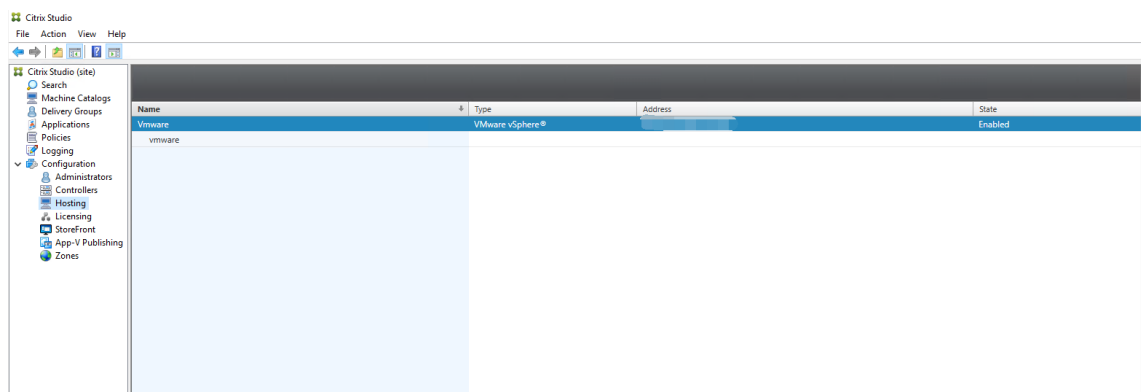 Citrix Studio
File Action View Help
Citrix Studio (site)
Search
Machine Catalogs
Delivery Groups
Applications
Policies
Logging
Configuration
Administrators
Controllers
Hosting
Licensing
StoreFront
App-V Publishing
Zones
Name Type Address State
Vmware VMware vSphere® Enabled
vmware